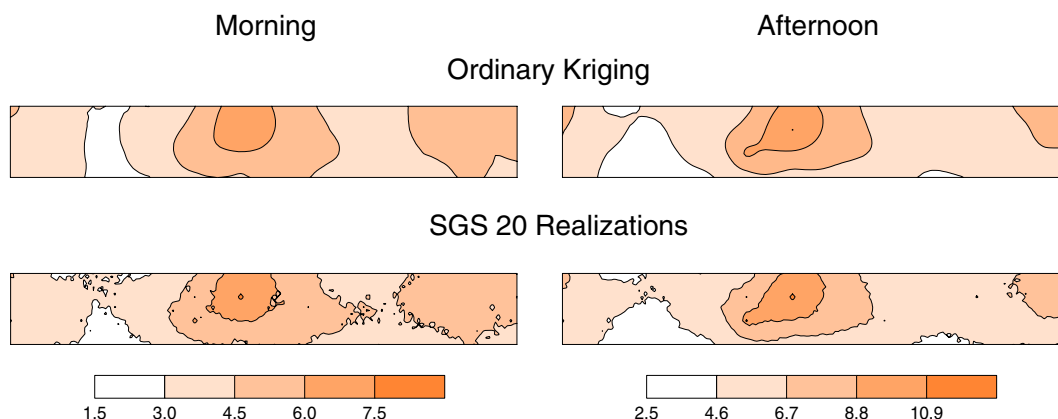 Morning Afternoon
Ordinary Kriging
SGS 20 Realizations
1.5 3.0 4.5 6.0 7.5 2.5 4.6 6.7 8.8 10.9